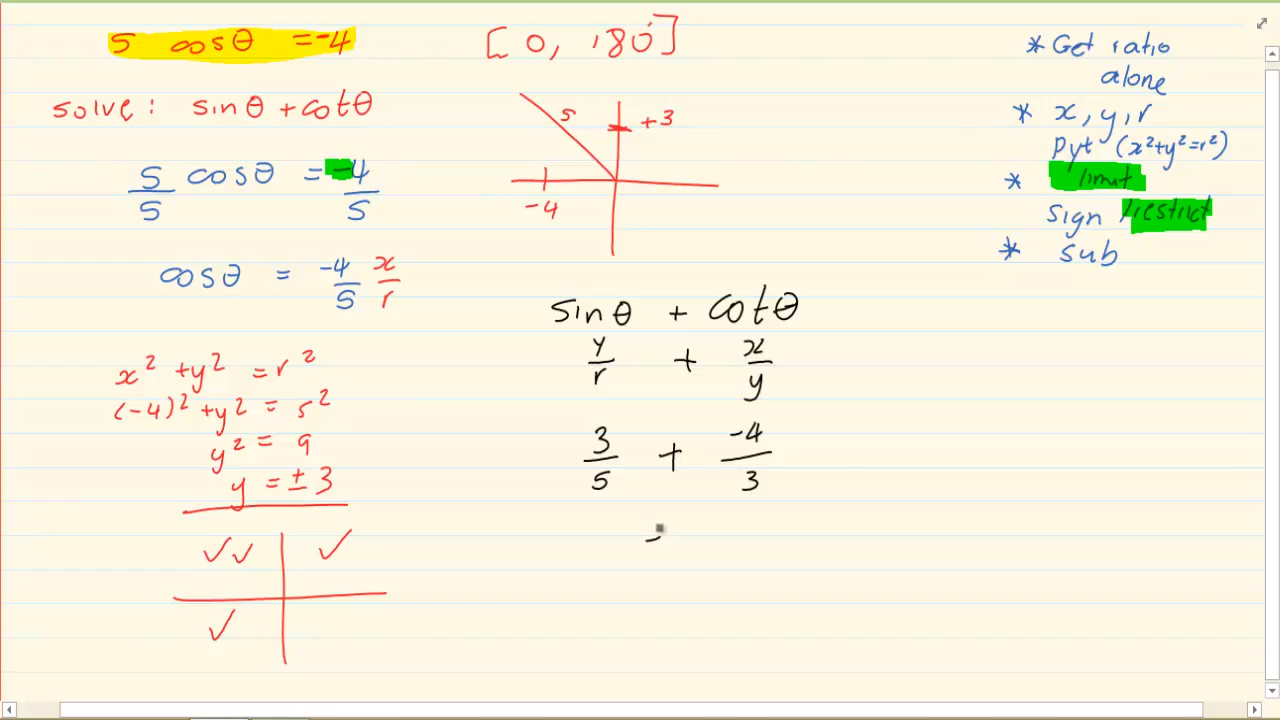 5 cosθ = -4
[0, 180°]
solve: sinθ + cotθ
5/5 cosθ = -4/5
cosθ = -4/5 x/r
x² + y² = r²
(-4)² + y² = 5²
y² = 9
y = ± 3
✓✓ ✓
✓
5
+3
-4
sinθ + cotθ
y/r + x/y
3/5 + -4/3
* Get ratio
alone
* x, y, r
pyt (x²+y²=r²)
* limit
sign /restrict
* sub